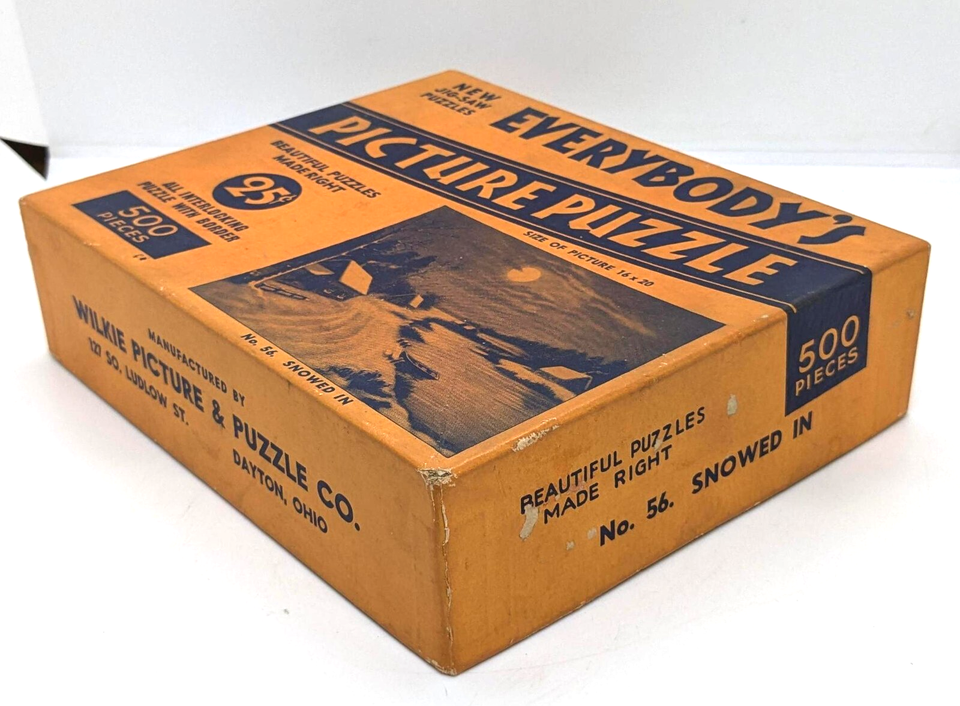 NEW
JIG-SAW
PUZZLES
EVERYBODY'S
PICTURE PUZZLE
BEAUTIFUL PUZZLES
MADE RIGHT
25¢
ALL INTERLOCKING
PUZZLE WITH BORDER
500
PIECES
E4
SIZE OF PICTURE 16 x 20
No. 56. SNOWED IN
MANUFACTURED BY
WILKIE PICTURE & PUZZLE CO.
127 SO. LUDLOW ST.
DAYTON, OHIO
500
PIECES
BEAUTIFUL PUZZLES
MADE RIGHT
No. 56. SNOWED IN